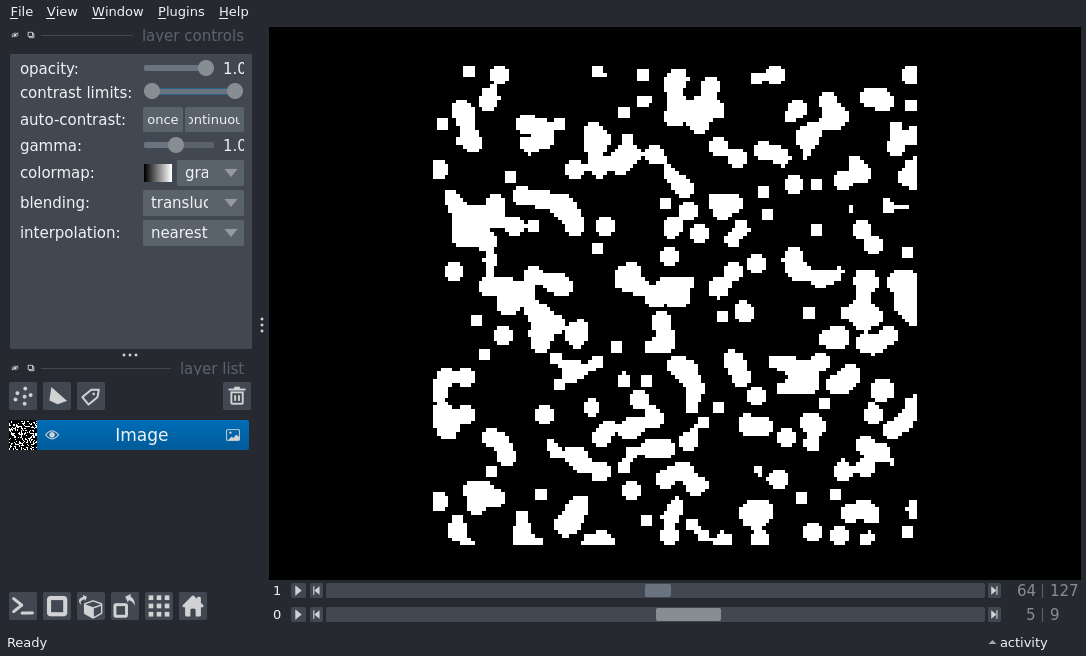 File View Window Plugins Help
layer controls
opacity: 1.0
contrast limits:
auto-contrast: once ontinuou
gamma: 1.0
colormap: gra
blending: transluc
interpolation: nearest
layer list
Image
1 64 127
0 5 9
Ready activity